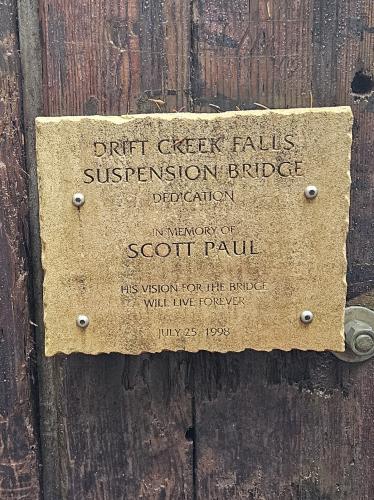 DRIFT CREEK FALLS
SUSPENSION BRIDGE
DEDICATION
IN MEMORY OF
SCOTT PAUL
HIS VISION FOR THE BRIDGE
WILL LIVE FOREVER
JULY 25, 1998